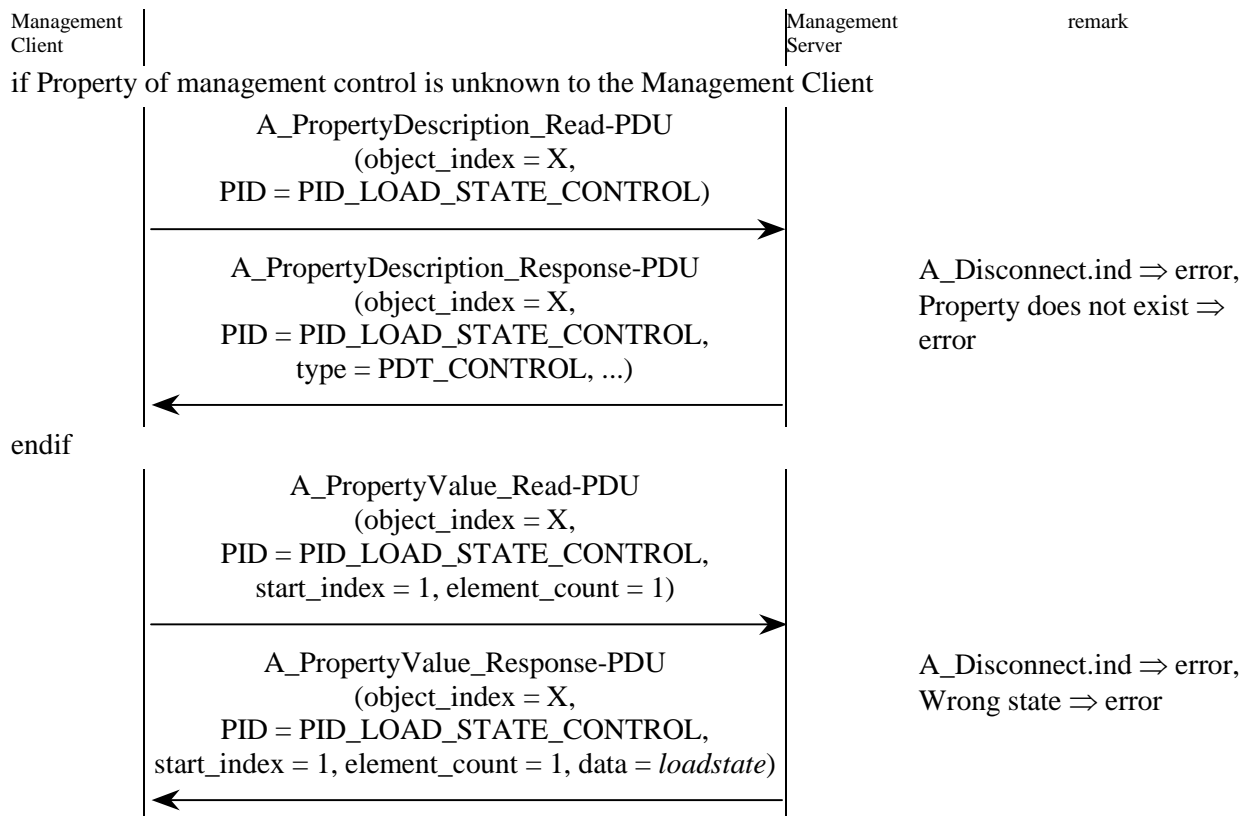 Management Client
Management Server
remark
if Property of management control is unknown to the Management Client
A_PropertyDescription_Read-PDU
(object_index = X,
PID = PID_LOAD_STATE_CONTROL)
A_PropertyDescription_Response-PDU
(object_index = X,
PID = PID_LOAD_STATE_CONTROL,
type = PDT_CONTROL, ...)
A_Disconnect.ind ⇒ error,
Property does not exist ⇒
error
endif
A_PropertyValue_Read-PDU
(object_index = X,
PID = PID_LOAD_STATE_CONTROL,
start_index = 1, element_count = 1)
A_PropertyValue_Response-PDU
(object_index = X,
PID = PID_LOAD_STATE_CONTROL,
start_index = 1, element_count = 1, data = loadstate)
A_Disconnect.ind ⇒ error,
Wrong state ⇒ error